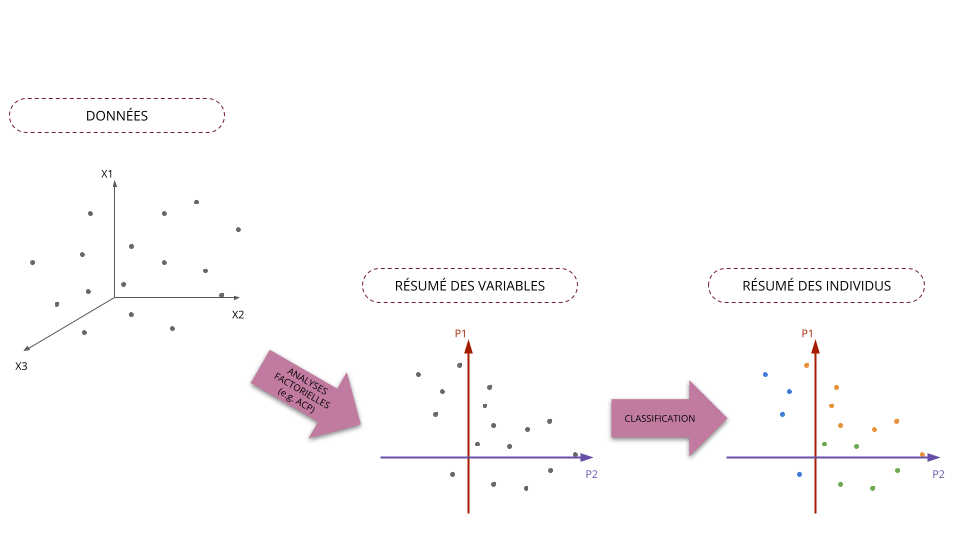 DONNÉES
X1
X2
X3
ANALYSES
FACTORIELLES
(e.g. ACP)
RÉSUMÉ DES VARIABLES
P1
P2
CLASSIFICATION
RÉSUMÉ DES INDIVIDUS
P1
P2